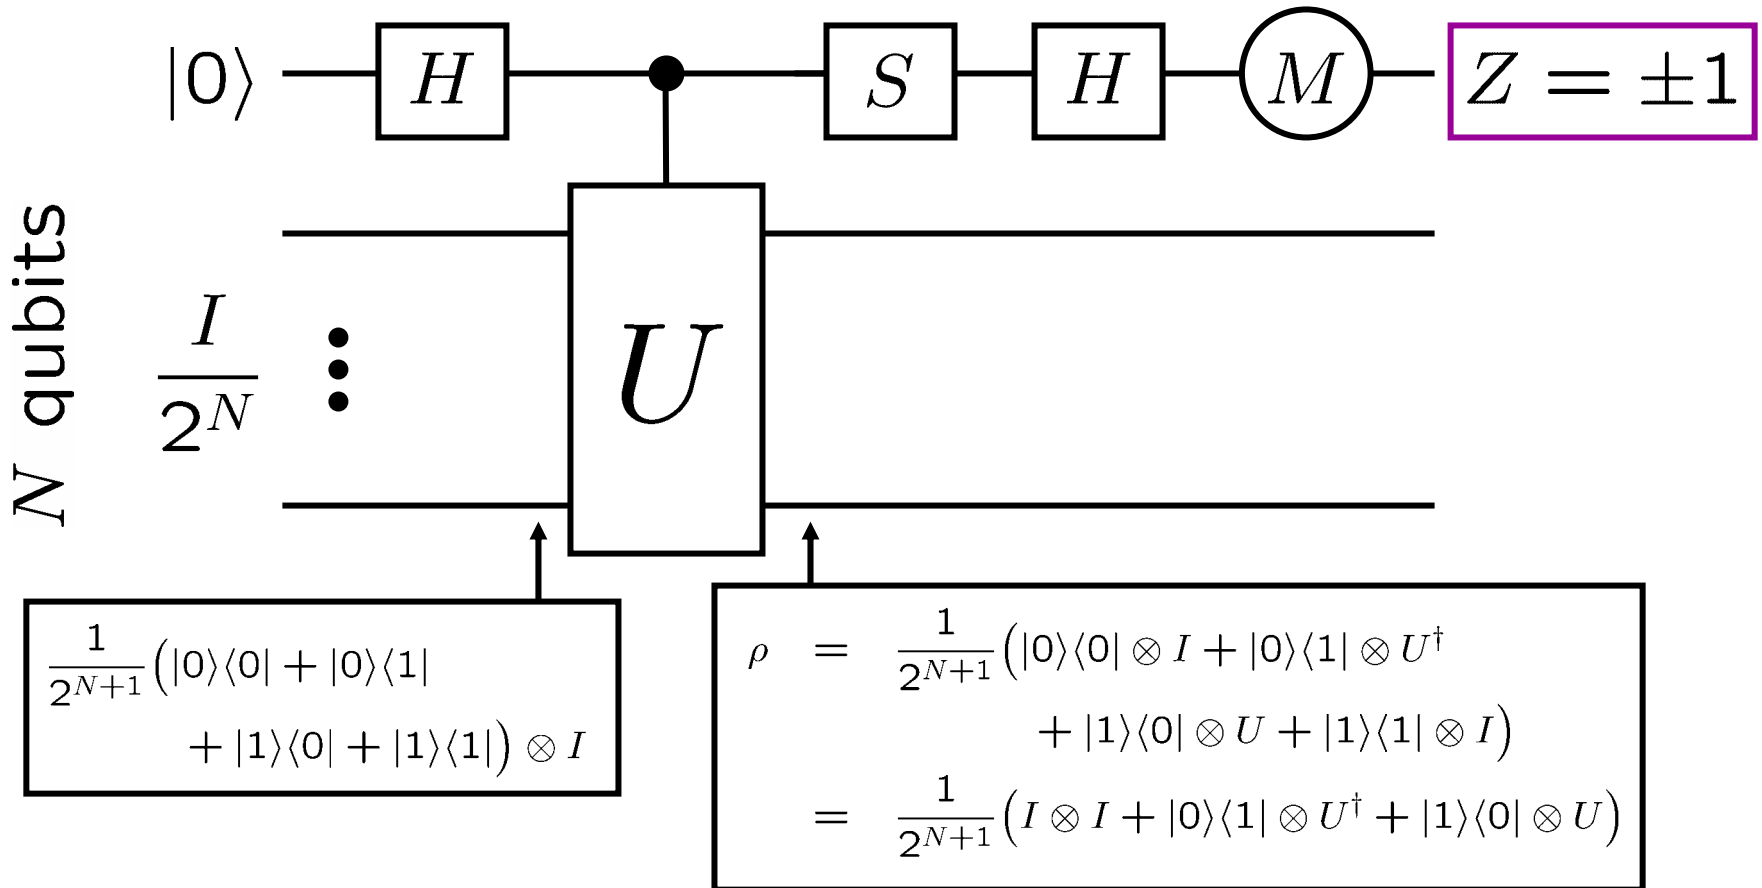 |0⟩ H S H M Z = ±1
N qubits
I
2^N
U
1/2^{N+1} (|0⟩⟨0| + |0⟩⟨1|
+ |1⟩⟨0| + |1⟩⟨1|) ⊗ I
ρ = 1/2^{N+1} (|0⟩⟨0| ⊗ I + |0⟩⟨1| ⊗ U^†
+ |1⟩⟨0| ⊗ U + |1⟩⟨1| ⊗ I)
= 1/2^{N+1} (I ⊗ I + |0⟩⟨1| ⊗ U^† + |1⟩⟨0| ⊗ U)